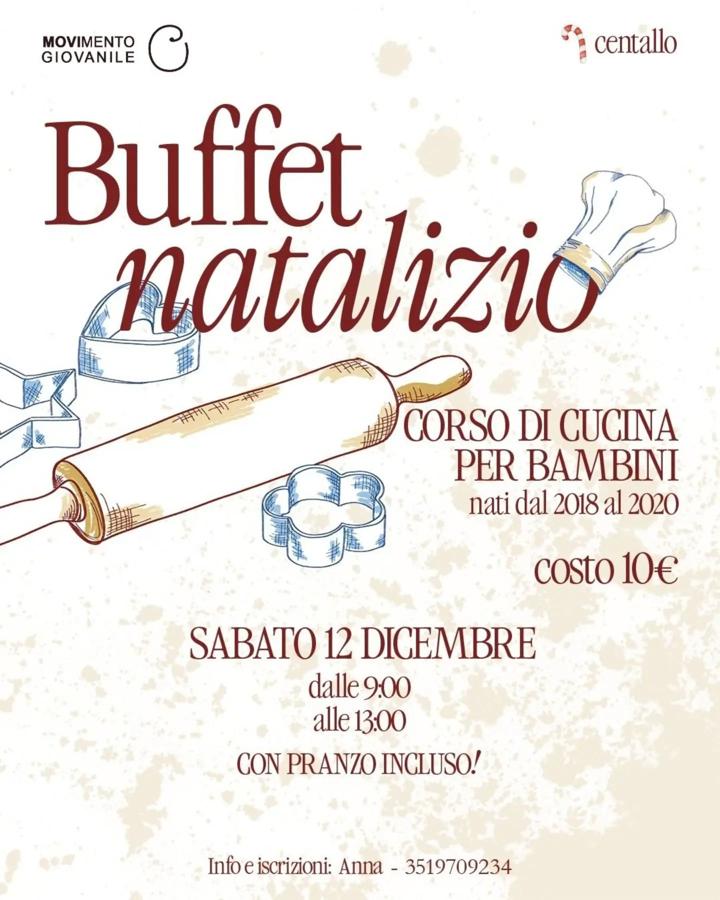 MOVIMENTO
GIOVANILE
centallo
Buffet
natalizio
CORSO DI CUCINA
PER BAMBINI
nati dal 2018 al 2020
costo 10€
SABATO 12 DICEMBRE
dalle 9:00
alle 13:00
CON PRANZO INCLUSO!
Info e iscrizioni: Anna - 3519709234